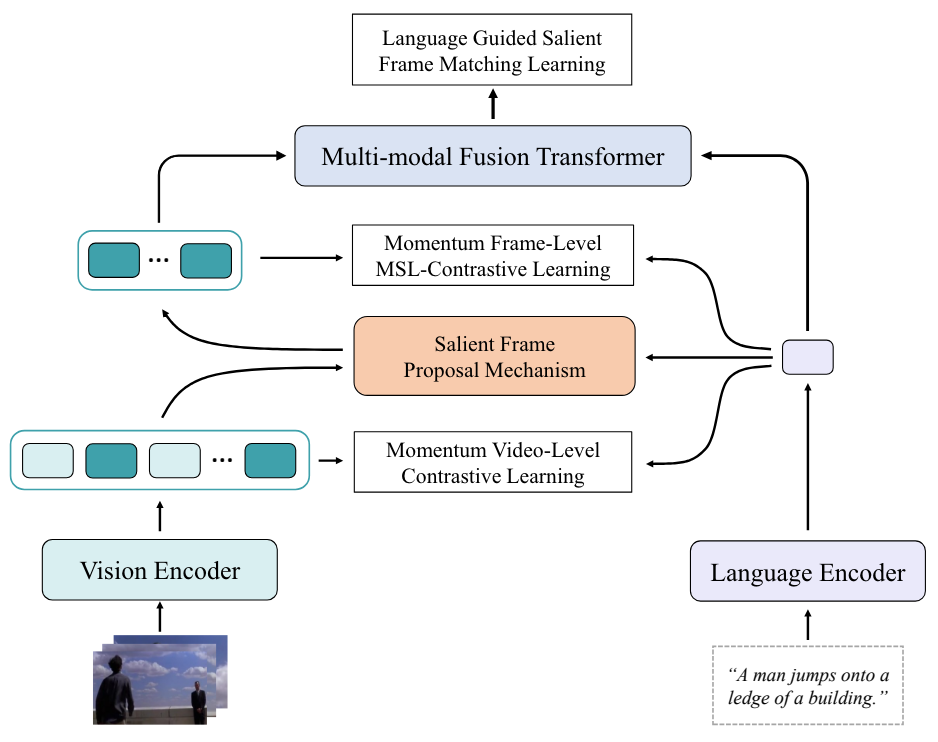 Language Guided Salient
Frame Matching Learning
Multi-modal Fusion Transformer
Momentum Frame-Level
MSL-Contrastive Learning
Salient Frame
Proposal Mechanism
Momentum Video-Level
Contrastive Learning
Vision Encoder
Language Encoder
“A man jumps onto a
ledge of a building.”